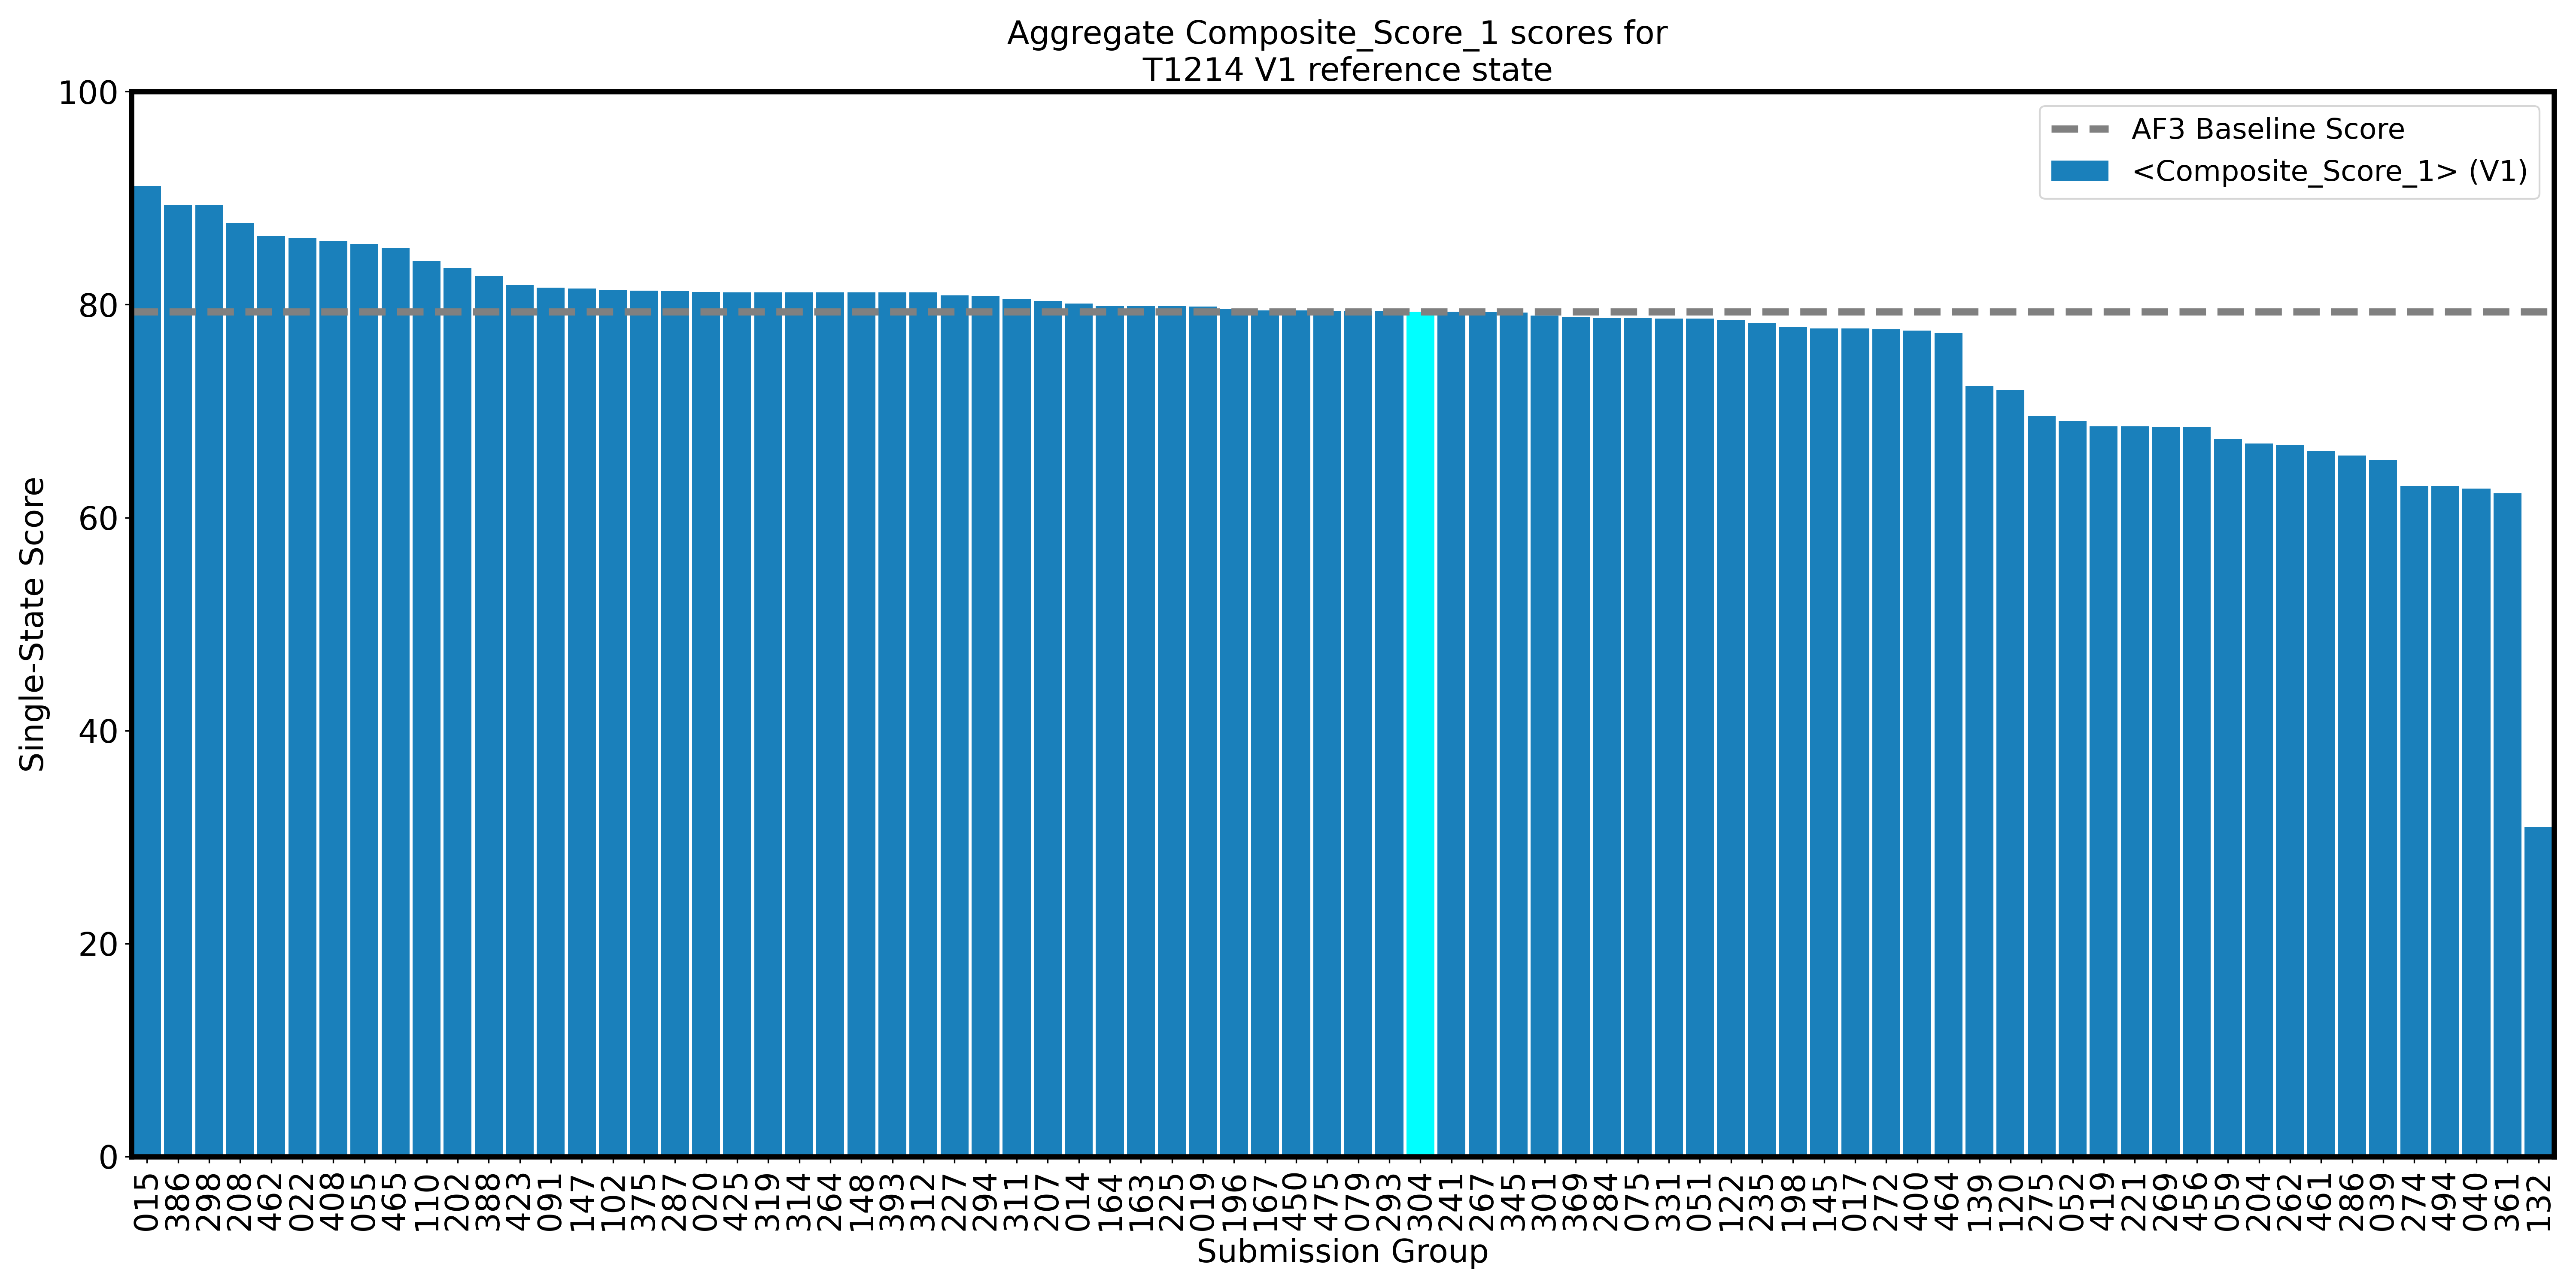 Aggregate Composite_Score_1 scores for
T1214 V1 reference state
100
80
60
40
20
0
Single-State Score
AF3 Baseline Score
<Composite_Score_1> (V1)
015 386 298 208 462 022 408 055 465 110 202 388 423 091 147 102 375 287 020 425 319 314 264 148 393 312 227 294 311 207 014 164 163 225 019 196 167 450 475 079 293 304 241 267 345 301 369 284 075 331 051 122 235 198 145 017 272 400 464 139 120 275 052 419 221 269 456 059 204 262 461 286 039 274 494 040 361 132
Submission Group